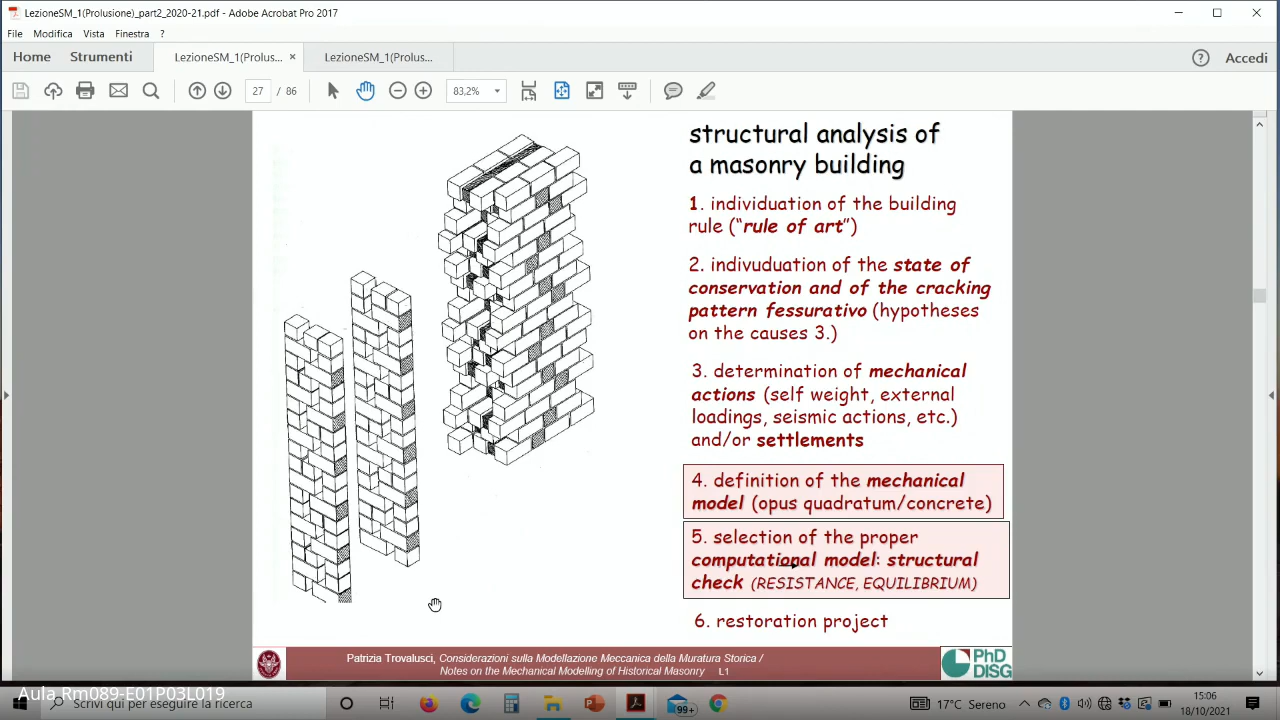 LezioneSM_1(Prolusione)_part2_2020-21.pdf - Adobe Acrobat Pro 2017
File Modifica Vista Finestra ?
Home Strumenti LezioneSM_1(Prolus... × LezioneSM_1(Prolus... Accedi
27 / 86 83,2%
structural analysis of
a masonry building
1. individuation of the building
rule ("rule of art")
2. indivuduation of the state of
conservation and of the cracking
pattern fessurativo (hypotheses
on the causes 3.)
3. determination of mechanical
actions (self weight, external
loadings, seismic actions, etc.)
and/or settlements
4. definition of the mechanical
model (opus quadratum/concrete)
5. selection of the proper
computational model: structural
check (RESISTANCE, EQUILIBRIUM)
6. restoration project
Patrizia Trovalusci, Considerazioni sulla Modellazione Meccanica della Muratura Storica /
Notes on the Mechanical Modelling of Historical Masonry L1
PhD
DISG
Aula Rm089-E01P03L019
Scrivi qui per eseguire la ricerca
99+
17°C Sereno
15:06
18/10/2021